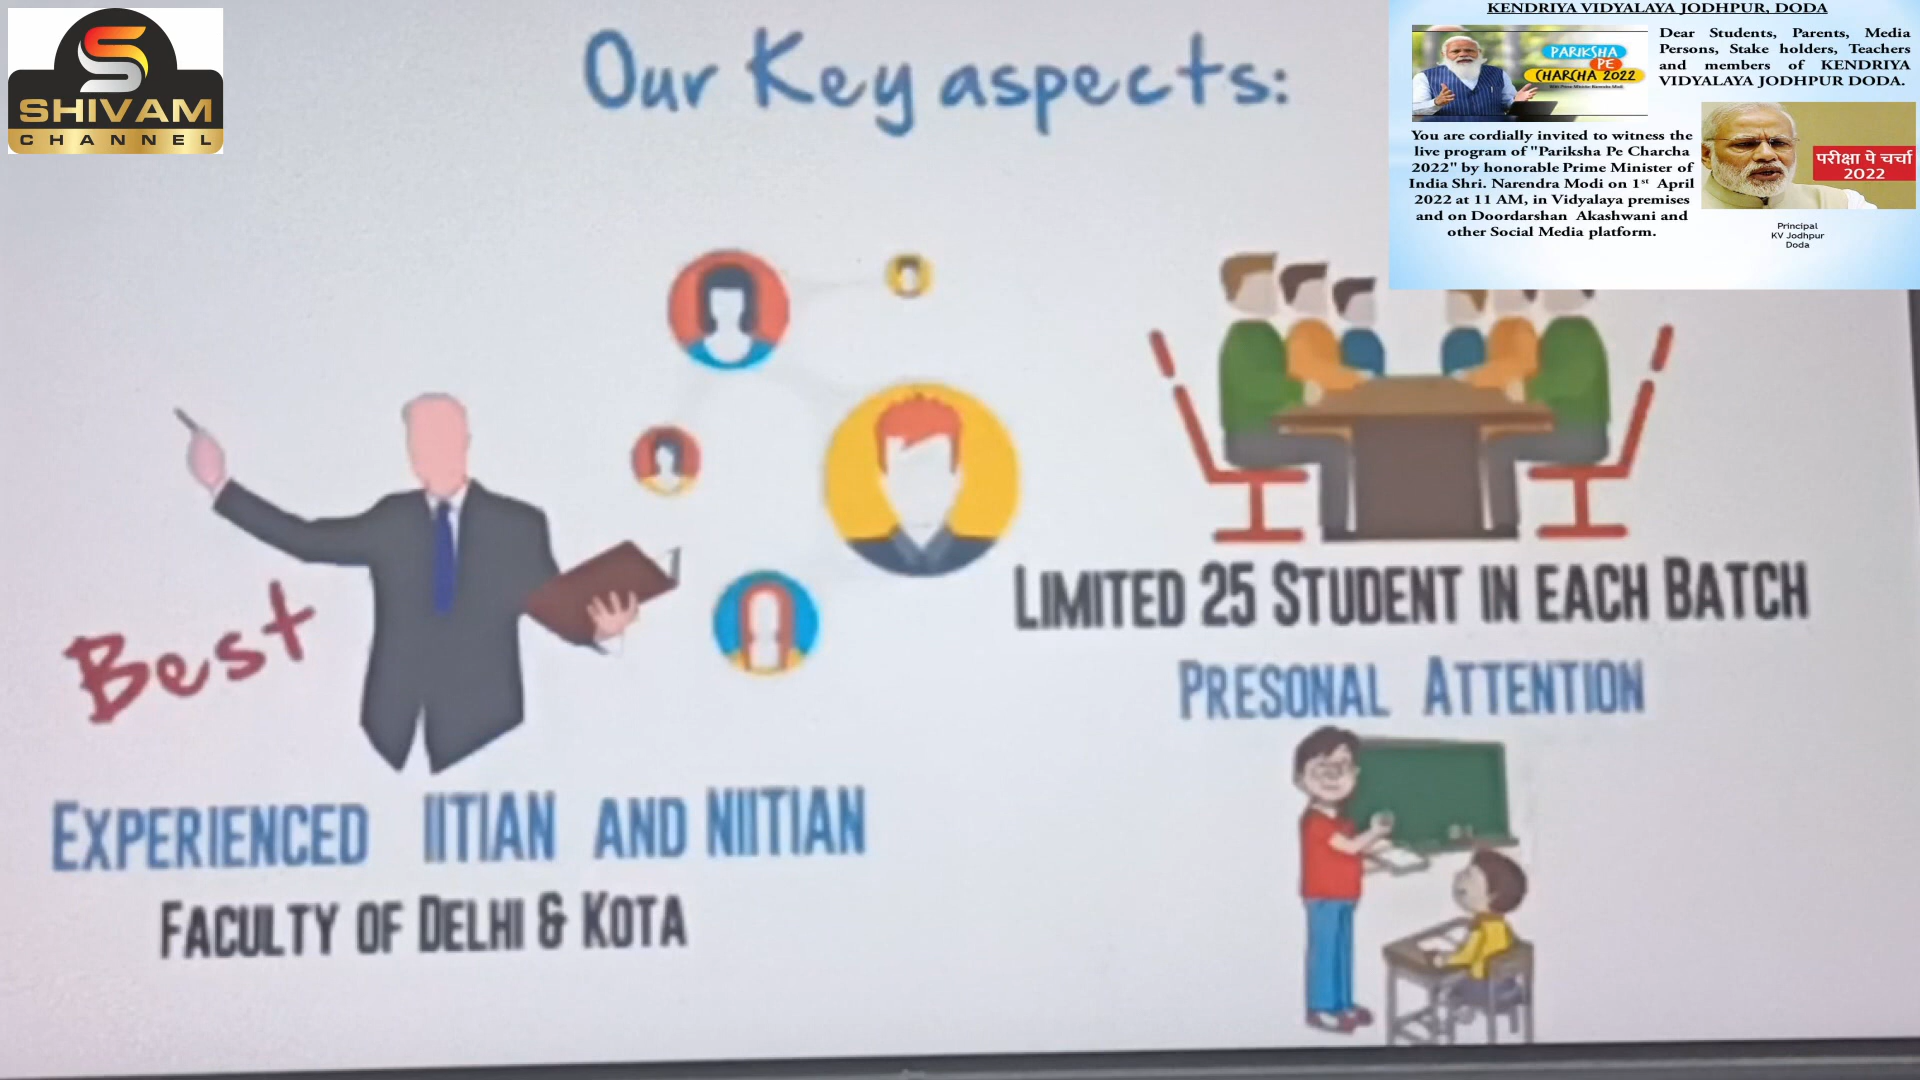 SHIVAM
CHANNEL
Our Key aspects:
KENDRIYA VIDYALAYA JODHPUR, DODA
PARIKSHA
PE
CHARCHA 2022
Dear Students, Parents, Media
Persons, Stake holders, Teachers
and members of KENDRIYA
VIDYALAYA JODHPUR DODA.
You are cordially invited to witness the
live program of "Pariksha Pe Charcha
2022" by honorable Prime Minister of
India Shri. Narendra Modi on 1st April
2022 at 11 AM, in Vidyalaya premises
and on Doordarshan Akashwani and
other Social Media platform.
परीक्षा पे चर्चा
2022
Principal
KV Jodhpur
Doda
Best
EXPERIENCED IITIAN AND NIITIAN
FACULTY OF DELHI & KOTA
LIMITED 25 STUDENT IN EACH BATCH
PRESONAL ATTENTION